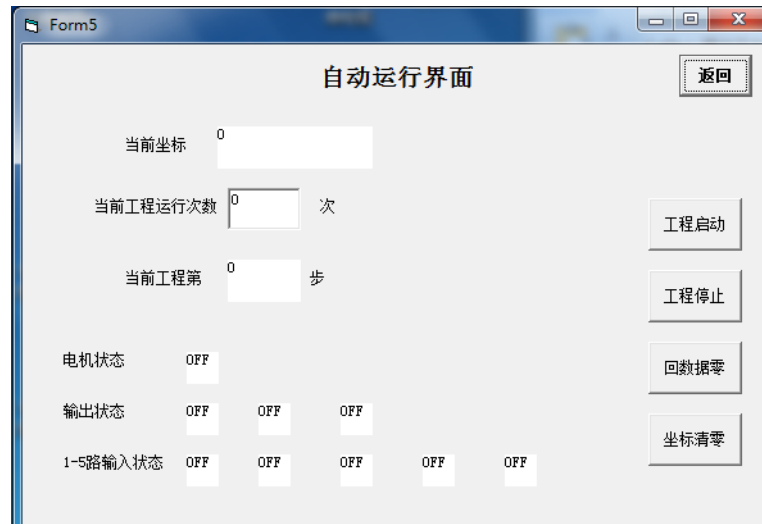 Form5
自动运行界面
返回
当前坐标 0
当前工程运行次数 0 次
工程启动
当前工程第 0 步
工程停止
电机状态 OFF
回数据零
输出状态 OFF OFF OFF
坐标清零
1-5路输入状态 OFF OFF OFF OFF OFF